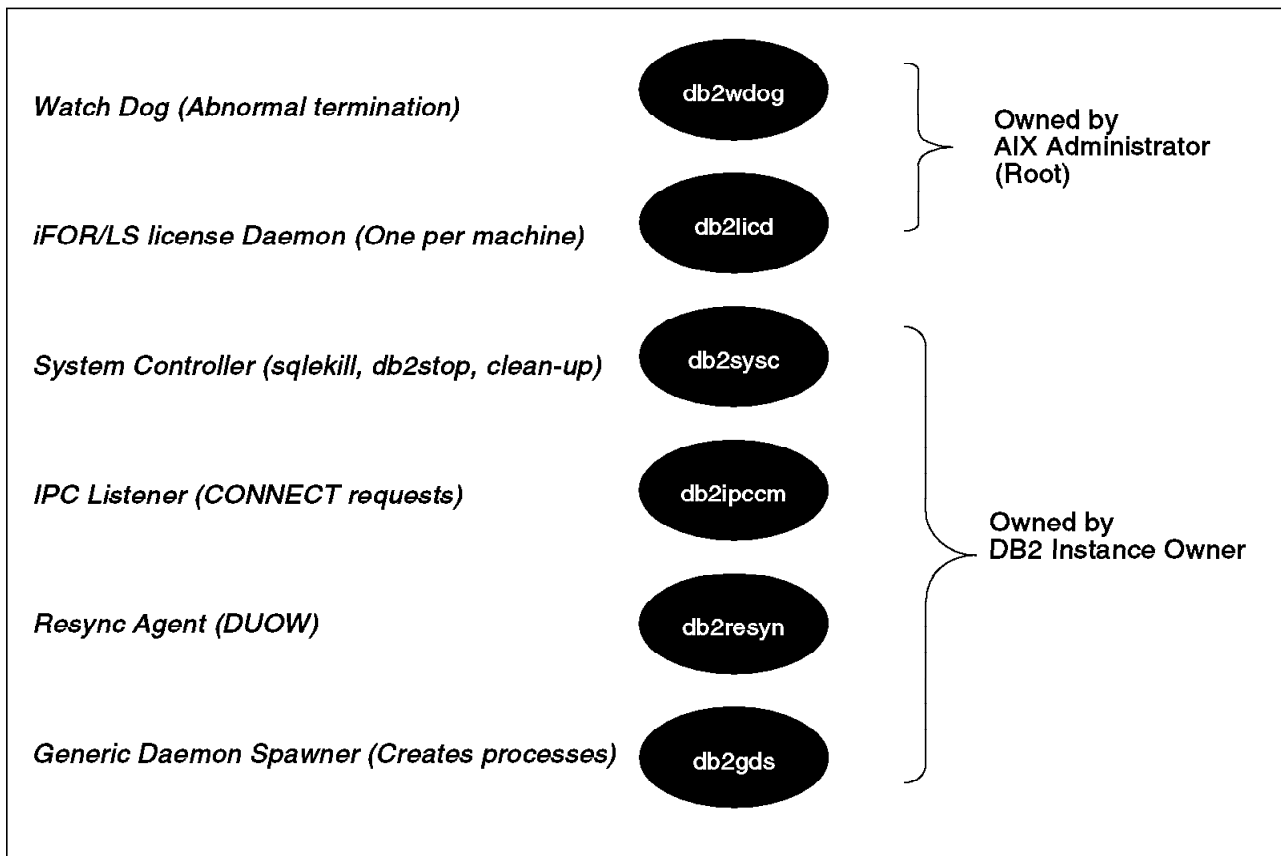 Watch Dog (Abnormal termination)
db2wdog
Owned by
AIX Administrator
(Root)
iFOR/LS license Daemon (One per machine)
db2licd
System Controller (sqlekill, db2stop, clean-up)
db2sysc
IPC Listener (CONNECT requests)
db2ipccm
Owned by
DB2 Instance Owner
Resync Agent (DUOW)
db2resyn
Generic Daemon Spawner (Creates processes)
db2gds